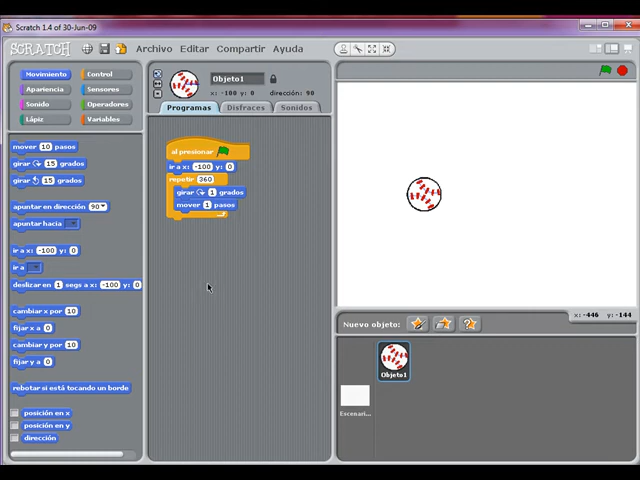 Scratch 1.4 of 30-Jun-09
SCRATCH Archivo Editar Compartir Ayuda
Movimiento Control
Apariencia Sensores
Sonido Operadores
Lápiz Variables
mover 10 pasos
girar 15 grados
girar 15 grados
apuntar en dirección 90
apuntar hacia
ir a x: -100 y: 0
ir a
deslizar en 1 segs a x: -100 y: 0
cambiar x por 10
fijar x a 0
cambiar y por 10
fijar y a 0
rebotar si está tocando un borde
posición en x
posición en y
dirección
Objeto1
x: -100 y: 0 dirección: 90
Programas Disfraces Sonidos
al presionar
ir a x: -100 y: 0
repetir 360
girar 1 grados
mover 1 pasos
x: -446 y: -144
Nuevo objeto:
Objeto1
Escenari...